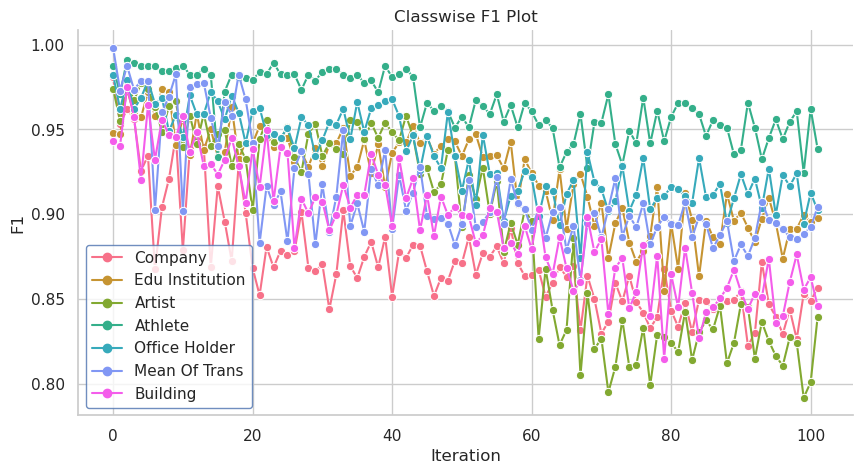 Classwise F1 Plot
1.00
0.95
0.90
0.85
0.80
F1
Company
Edu Institution
Artist
Athlete
Office Holder
Mean Of Trans
Building
0 20 40 60 80 100
Iteration